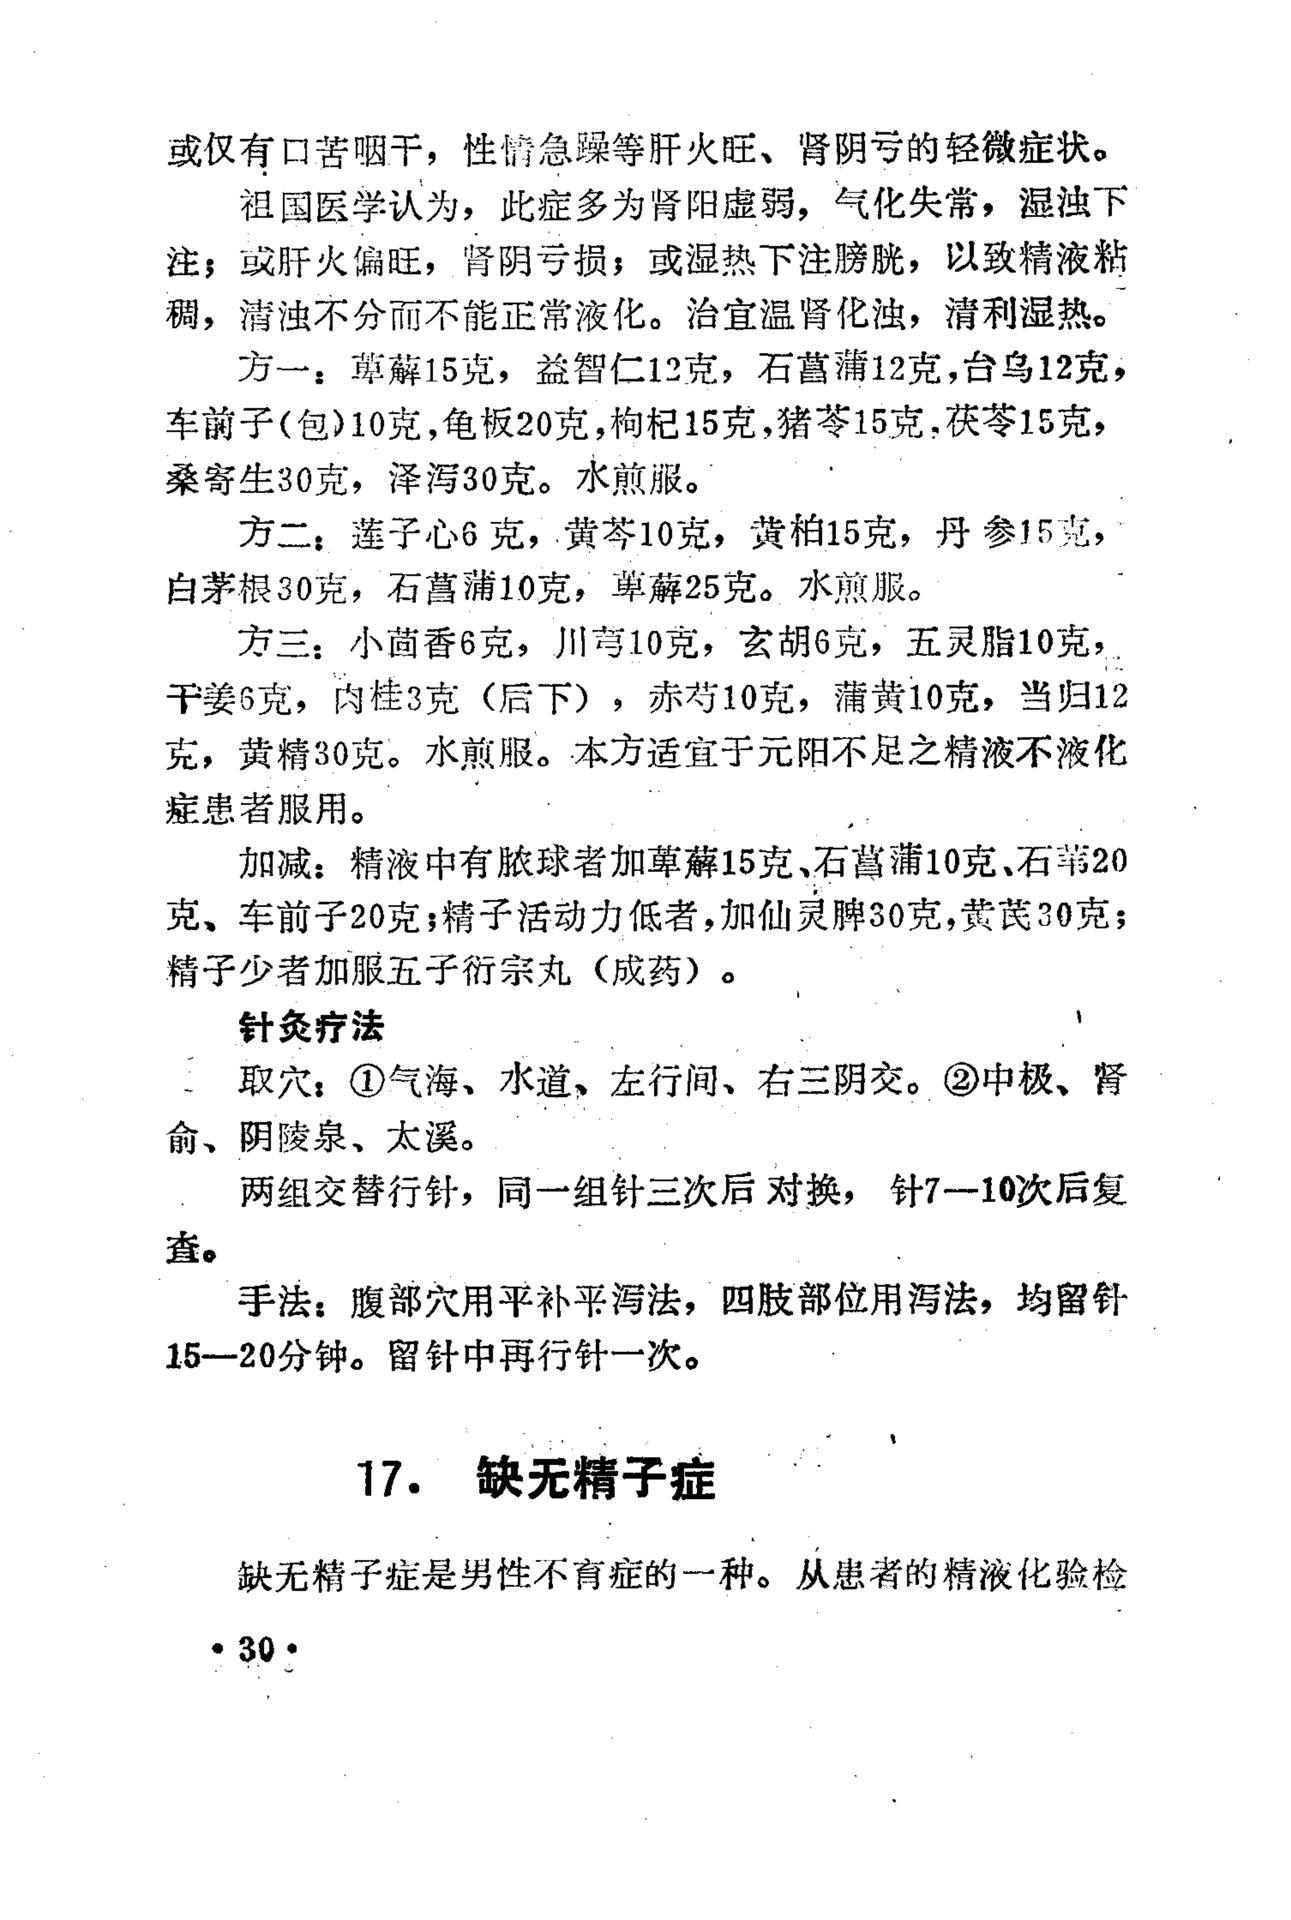 或仅有口苦咽干，性情急躁等肝火旺、肾阴亏的轻微症状。
祖国医学认为，此症多为肾阳虚弱，气化失常，湿浊下
注；或肝火偏旺，肾阴亏损；或湿热下注膀胱，以致精液粘
稠，清浊不分而不能正常液化。治宜温肾化浊，清利湿热。
方一：萆薢15克，益智仁12克，石菖蒲12克，台乌12克，
车前子(包)10克，龟板20克，枸杞15克，猪苓15克，茯苓15克，
桑寄生30克，泽泻30克。水煎服。
方二：莲子心6克，黄芩10克，黄柏15克，丹参15克，
白茅根30克，石菖蒲10克，萆薢25克。水煎服。
方三：小茴香6克，川芎10克，玄胡6克，五灵脂10克，
干姜6克，肉桂3克（后下），赤芍10克，蒲黄10克，当归12
克，黄精30克。水煎服。本方适宜于元阳不足之精液不液化
症患者服用。
加减：精液中有脓球者加萆薢15克、石菖蒲10克、石苇20
克、车前子20克；精子活动力低者，加仙灵脾30克，黄芪30克；
精子少者加服五子衍宗丸（成药）。
针灸疗法
取穴：①气海、水道、左行间、右三阴交。②中极、肾
俞、阴陵泉、太溪。
两组交替行针，同一组针三次后对换，针7—10次后复
查。
手法：腹部穴用平补平泻法，四肢部位用泻法，均留针
15—20分钟。留针中再行针一次。
17. 缺无精子症
缺无精子症是男性不育症的一种。从患者的精液化验检
·30·